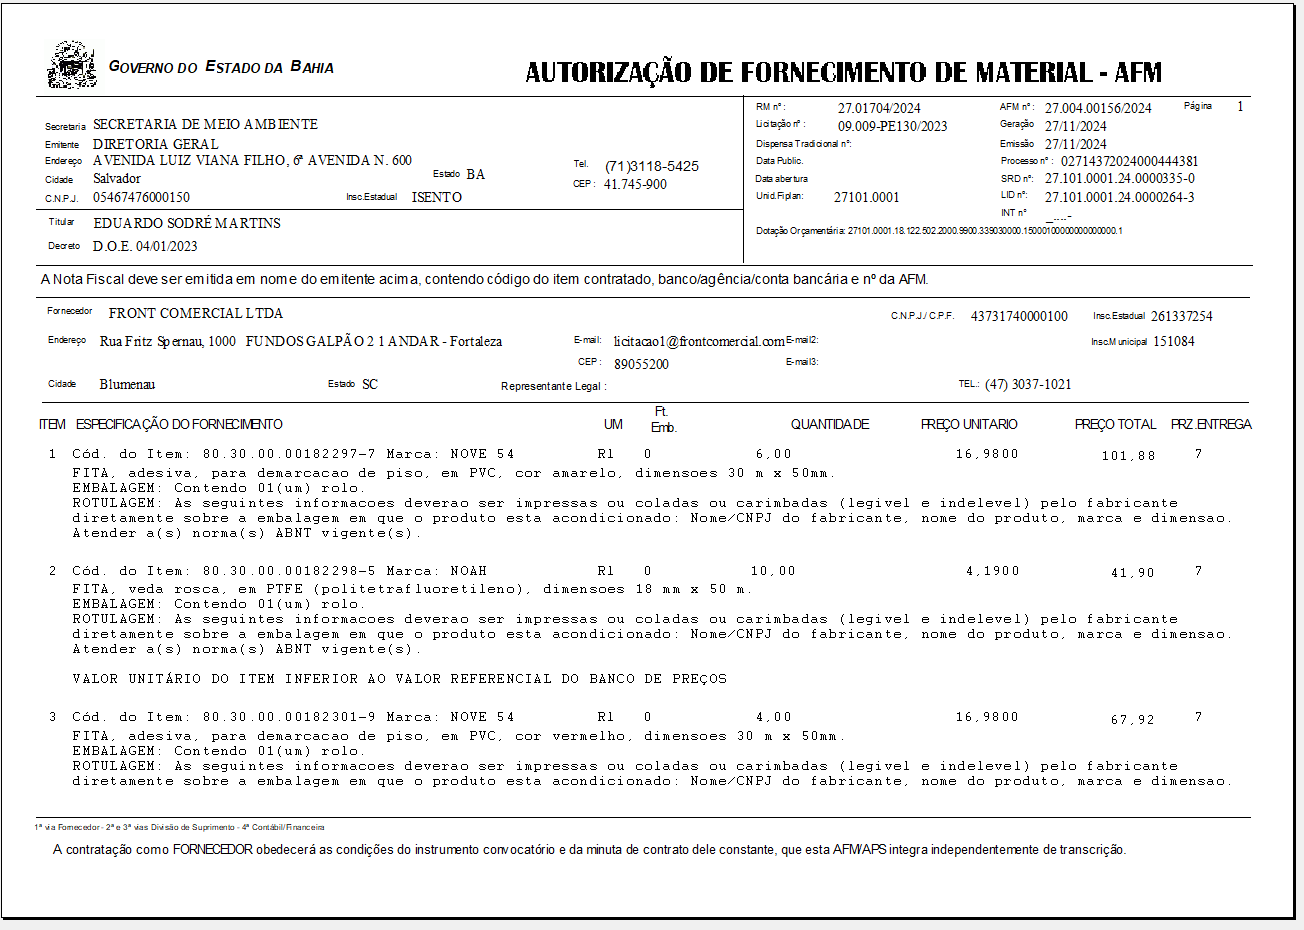 GOVERNO DO ESTADO DA BAHIA
AUTORIZAÇÃO DE FORNECIMENTO DE MATERIAL - AFM
Secretaria SECRETARIA DE MEIO AMBIENTE
Emitente DIRETORIA GERAL
Endereço AVENIDA LUIZ VIANA FILHO, 6ª AVENIDA N. 600
Cidade Salvador Estado BA
C.N.P.J. 05467476000150 Insc.Estadual ISENTO
Tel. (71)3118-5425
CEP : 41.745-900
Titular EDUARDO SODRÉ MARTINS
Decreto D.O.E. 04/01/2023
RM nº : 27.01704/2024
Licitação nº : 09.009-PE130/2023
Dispensa Tradicional nº:
Data Public.
Data abertura
Unid.Fiplan: 27101.0001
AFM nº : 27.004.00156/2024 Página 1
Geração 27/11/2024
Emissão 27/11/2024
Processo nº : 02714372024000444381
SRD nº: 27.101.0001.24.0000335-0
LID nº: 27.101.0001.24.0000264-3
INT nº _....-
Dotação Orçamentária: 27101.0001.18.122.502.2000.9900.339030000.15000100000000000000.1
A Nota Fiscal deve ser emitida em nome do emitente acima, contendo código do item contratado, banco/agência/conta bancária e nº da AFM.
Fornecedor FRONT COMERCIAL LTDA C.N.P.J./ C.P.F. 43731740000100 Insc.Estadual 261337254
Endereço Rua Fritz Spernau, 1000 FUNDOS GALPÃO 2 1 ANDAR - Fortaleza E-mail: licitacao1@frontcomercial.com E-mail2: Insc.Municipal 151084
CEP : 89055200 E-mail3:
Cidade Blumenau Estado SC Representante Legal : TEL.: (47) 3037-1021
ITEM ESPECIFICAÇÃO DO FORNECIMENTO UM Ft. Emb. QUANTIDADE PREÇO UNITARIO PREÇO TOTAL PRZ.ENTREGA
1 Cód. do Item: 80.30.00.00182297-7 Marca: NOVE 54 Rl 0 6,00 16,9800 101,88 7
FITA, adesiva, para demarcacao de piso, em PVC, cor amarelo, dimensoes 30 m x 50mm.
EMBALAGEM: Contendo 01(um) rolo.
ROTULAGEM: As seguintes informacoes deverao ser impressas ou coladas ou carimbadas (legivel e indelevel) pelo fabricante
diretamente sobre a embalagem em que o produto esta acondicionado: Nome/CNPJ do fabricante, nome do produto, marca e dimensao.
Atender a(s) norma(s) ABNT vigente(s).
2 Cód. do Item: 80.30.00.00182298-5 Marca: NOAH Rl 0 10,00 4,1900 41,90 7
FITA, veda rosca, em PTFE (politetrafluoretileno), dimensoes 18 mm x 50 m.
EMBALAGEM: Contendo 01(um) rolo.
ROTULAGEM: As seguintes informacoes deverao ser impressas ou coladas ou carimbadas (legivel e indelevel) pelo fabricante
diretamente sobre a embalagem em que o produto esta acondicionado: Nome/CNPJ do fabricante, nome do produto, marca e dimensao.
Atender a(s) norma(s) ABNT vigente(s).
VALOR UNITÁRIO DO ITEM INFERIOR AO VALOR REFERENCIAL DO BANCO DE PREÇOS
3 Cód. do Item: 80.30.00.00182301-9 Marca: NOVE 54 Rl 0 4,00 16,9800 67,92 7
FITA, adesiva, para demarcacao de piso, em PVC, cor vermelho, dimensoes 30 m x 50mm.
EMBALAGEM: Contendo 01(um) rolo.
ROTULAGEM: As seguintes informacoes deverao ser impressas ou coladas ou carimbadas (legivel e indelevel) pelo fabricante
diretamente sobre a embalagem em que o produto esta acondicionado: Nome/CNPJ do fabricante, nome do produto, marca e dimensao.
1ª via Fornecedor - 2ª e 3ª vias Divisão de Suprimento - 4ª Contábil/Financeira
A contratação como FORNECEDOR obedecerá as condições do instrumento convocatório e da minuta de contrato dele constante, que esta AFM/APS integra independentemente de transcrição.